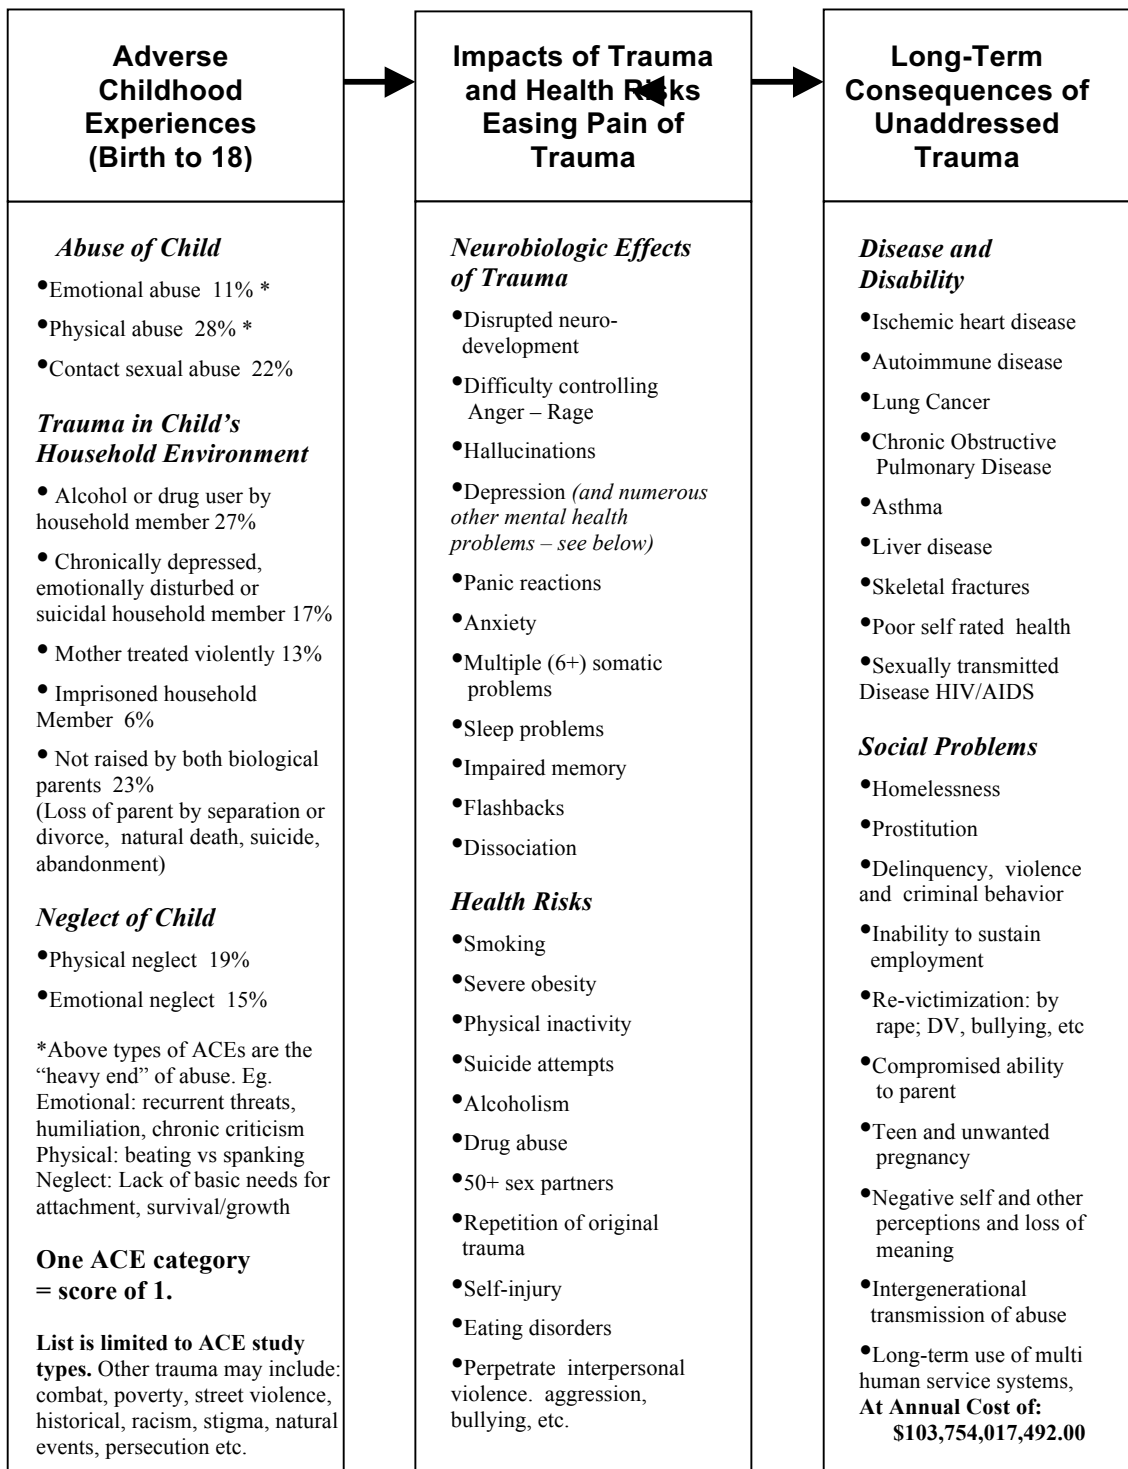 Adverse
Childhood
Experiences
(Birth to 18)
Impacts of Trauma
and Health Risks
Easing Pain of
Trauma
Long-Term
Consequences of
Unaddressed
Trauma
Abuse of Child
•Emotional abuse 11% *
•Physical abuse 28% *
•Contact sexual abuse 22%
Trauma in Child’s
Household Environment
• Alcohol or drug user by
household member 27%
• Chronically depressed,
emotionally disturbed or
suicidal household member 17%
• Mother treated violently 13%
• Imprisoned household
Member 6%
• Not raised by both biological
parents 23%
(Loss of parent by separation or
divorce, natural death, suicide,
abandonment)
Neglect of Child
•Physical neglect 19%
•Emotional neglect 15%
*Above types of ACEs are the
“heavy end” of abuse. Eg.
Emotional: recurrent threats,
humiliation, chronic criticism
Physical: beating vs spanking
Neglect: Lack of basic needs for
attachment, survival/growth
One ACE category
= score of 1.
List is limited to ACE study
types. Other trauma may include:
combat, poverty, street violence,
historical, racism, stigma, natural
events, persecution etc.
Neurobiologic Effects
of Trauma
•Disrupted neuro-
development
•Difficulty controlling
Anger – Rage
•Hallucinations
•Depression (and numerous
other mental health
problems – see below)
•Panic reactions
•Anxiety
•Multiple (6+) somatic
problems
•Sleep problems
•Impaired memory
•Flashbacks
•Dissociation
Health Risks
•Smoking
•Severe obesity
•Physical inactivity
•Suicide attempts
•Alcoholism
•Drug abuse
•50+ sex partners
•Repetition of original
trauma
•Self-injury
•Eating disorders
•Perpetrate interpersonal
violence. aggression,
bullying, etc.
Disease and
Disability
•Ischemic heart disease
•Autoimmune disease
•Lung Cancer
•Chronic Obstructive
Pulmonary Disease
•Asthma
•Liver disease
•Skeletal fractures
•Poor self rated health
•Sexually transmitted
Disease HIV/AIDS
Social Problems
•Homelessness
•Prostitution
•Delinquency, violence
and criminal behavior
•Inability to sustain
employment
•Re-victimization: by
rape; DV, bullying, etc
•Compromised ability
to parent
•Teen and unwanted
pregnancy
•Negative self and other
perceptions and loss of
meaning
•Intergenerational
transmission of abuse
•Long-term use of multi
human service systems,
At Annual Cost of:
$103,754,017,492.00